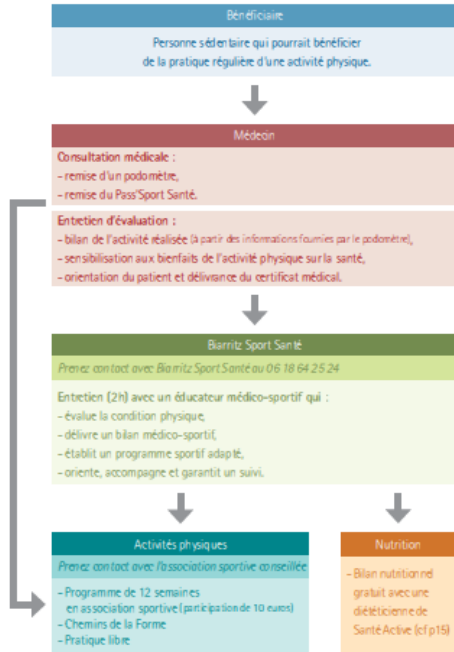 Bénéficiaire
Personne sédentaire qui pourrait bénéficier
de la pratique régulière d'une activité physique.
Médecin
Consultation médicale :
– remise d'un podomètre,
– remise du Pass'Sport Santé.
Entretien d'évaluation :
– bilan de l'activité réalisée (à partir des informations fournies par le podomètre),
– sensibilisation aux bienfaits de l'activité physique sur la santé,
– orientation du patient et délivrance du certificat médical.
Biarritz Sport Santé
Prenez contact avec Biarritz Sport Santé au 06 18 64 25 24
Entretien (2h) avec un éducateur médico-sportif qui :
– évalue la condition physique,
– délivre un bilan médico-sportif,
– établit un programme sportif adapté,
– oriente, accompagne et garantit un suivi.
Activités physiques
Prenez contact avec l'association sportive conseillée
– Programme de 12 semaines
en association sportive (participation de 10 euros)
– Chemins de la Forme
– Pratique libre
Nutrition
– Bilan nutritionnel
gratuit avec une
diététicienne de
Santé Active (cf p15)